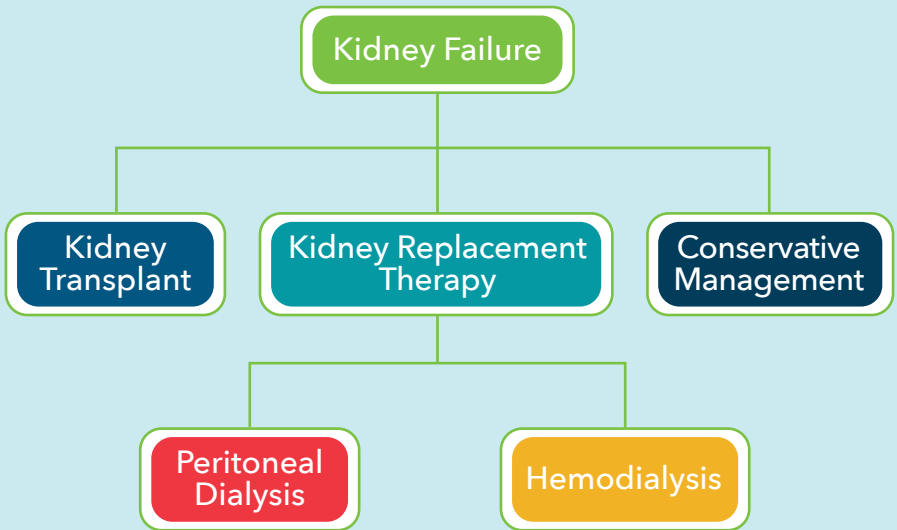 Kidney Failure
Kidney
Transplant
Kidney Replacement
Therapy
Conservative
Management
Peritoneal
Dialysis
Hemodialysis